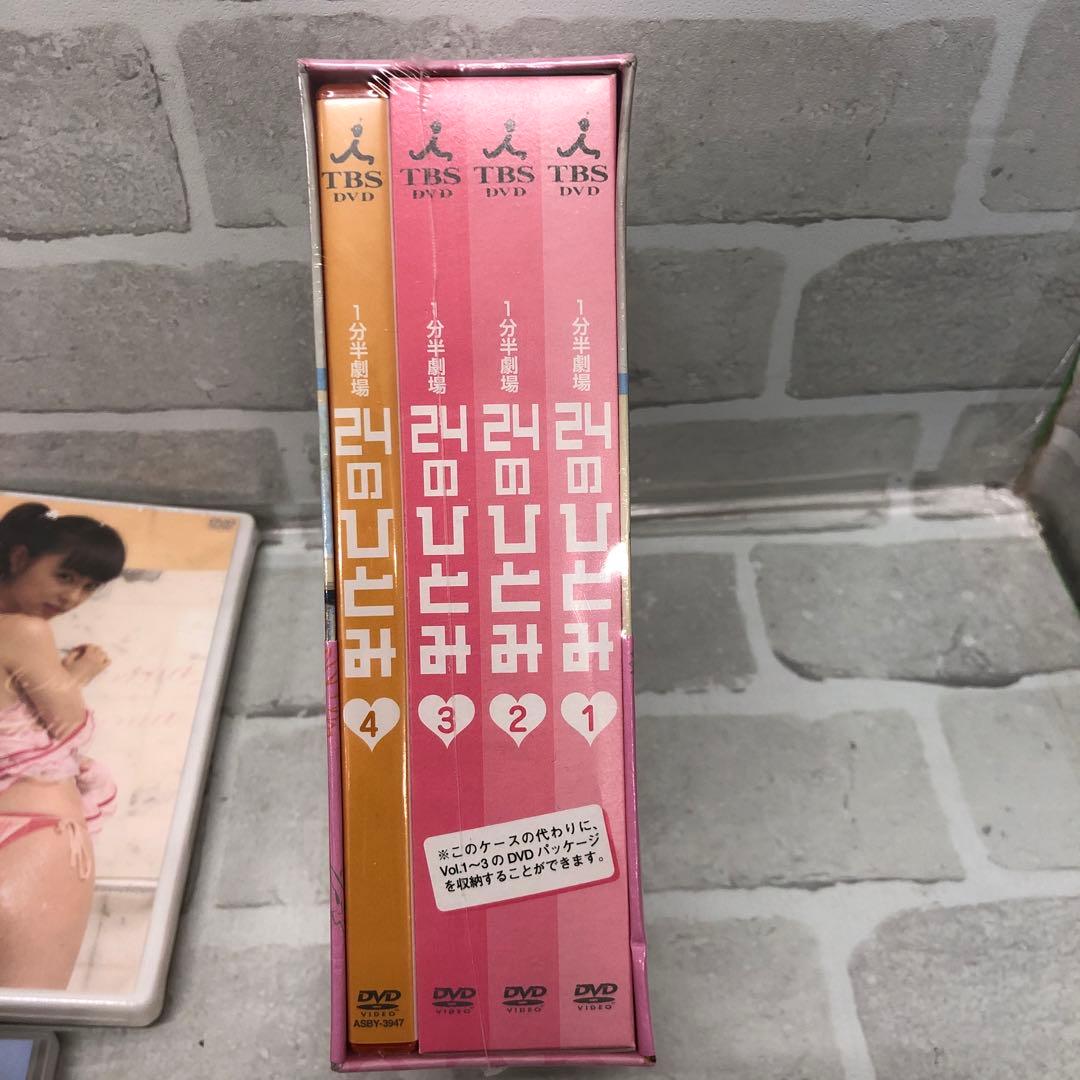 TBS
DVD
1分半劇場
24のひとみ
4
DVD
VIDEO
ASBY-3947
TBS
DVD
1分半劇場
24のひとみ
3
DVD
VIDEO
TBS
DVD
1分半劇場
24のひとみ
2
DVD
VIDEO
TBS
DVD
1分半劇場
24のひとみ
1
DVD
VIDEO
※このケースの代わりに、
Vol.1〜3のDVDパッケージ
を収納することができます。
DVD